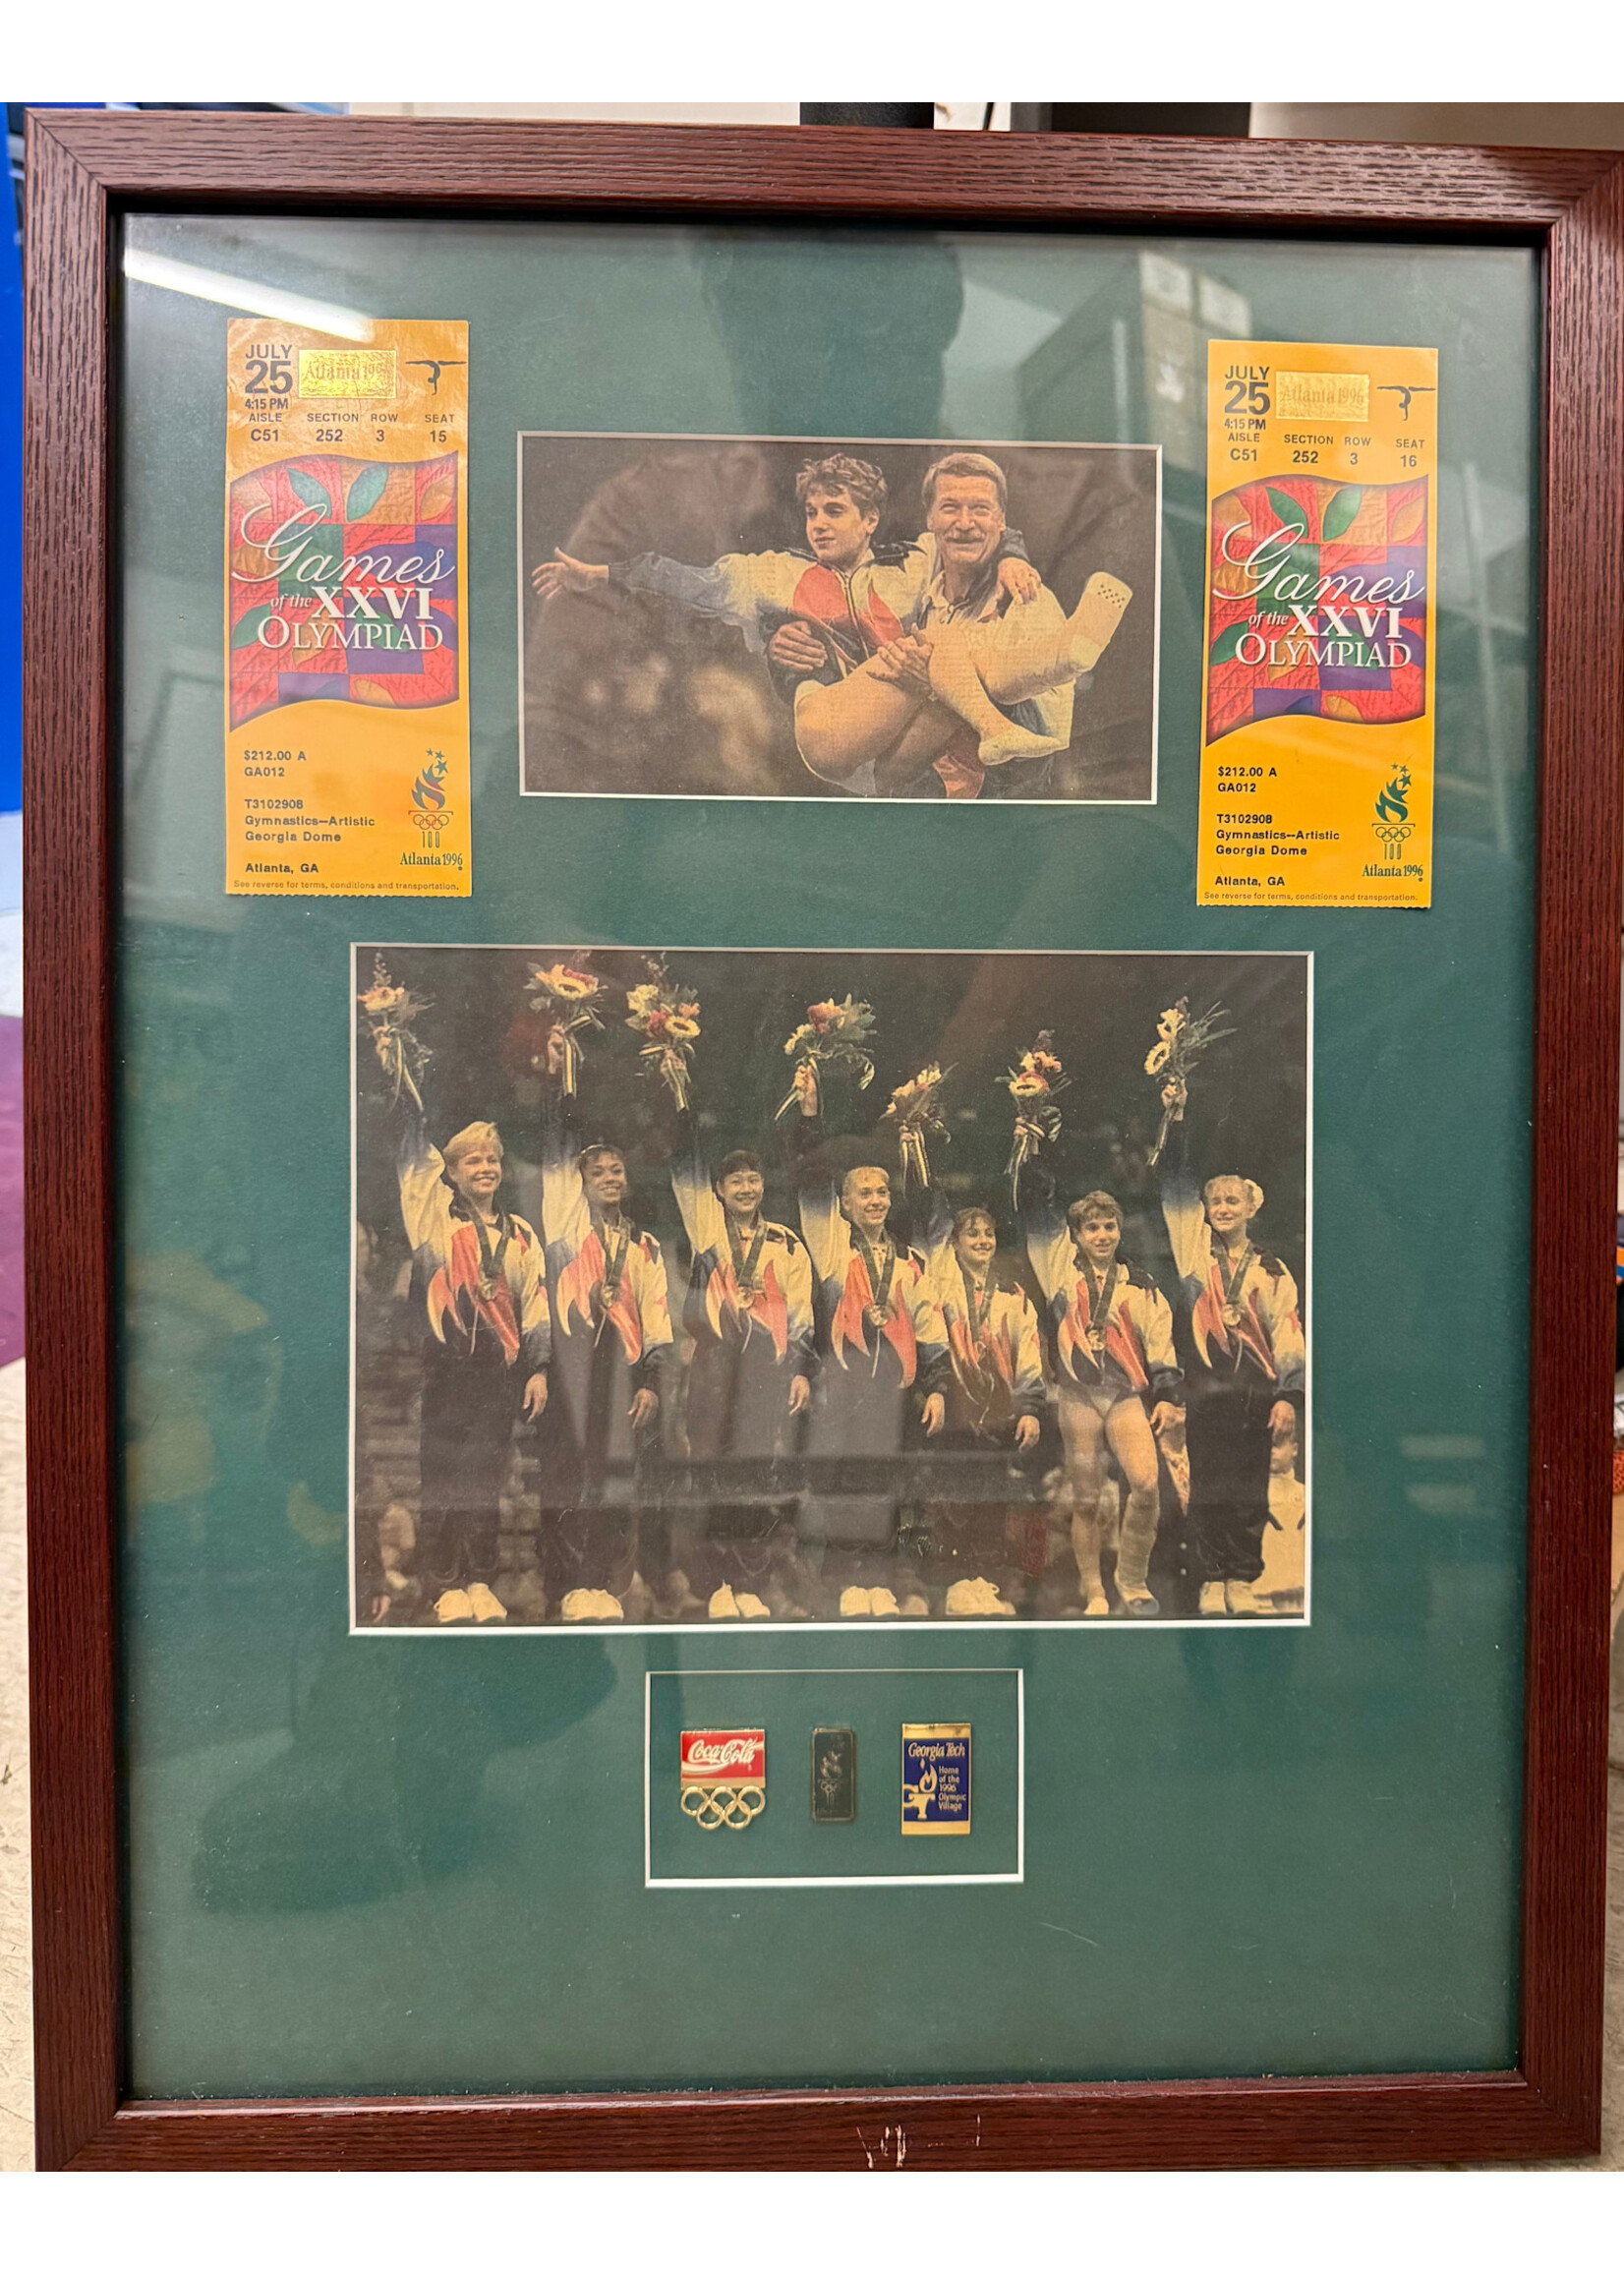 JULY
25
4:15 PM
Atlanta 1996
AISLE SECTION ROW SEAT
C51 252 3 15
Games
of the XXVI
OLYMPIAD
$212.00 A
GA012
T3102908
Gymnastics--Artistic
Georgia Dome
Atlanta, GA
100
Atlanta 1996
See reverse for terms, conditions and transportation.
JULY
25
4:15 PM
Atlanta 1996
AISLE SECTION ROW SEAT
C51 252 3 16
Games
of the XXVI
OLYMPIAD
$212.00 A
GA012
T3102908
Gymnastics--Artistic
Georgia Dome
Atlanta, GA
100
Atlanta 1996
See reverse for terms, conditions and transportation.
Coca-Cola
Georgia Tech
Home
of the
1996
Olympic
Village